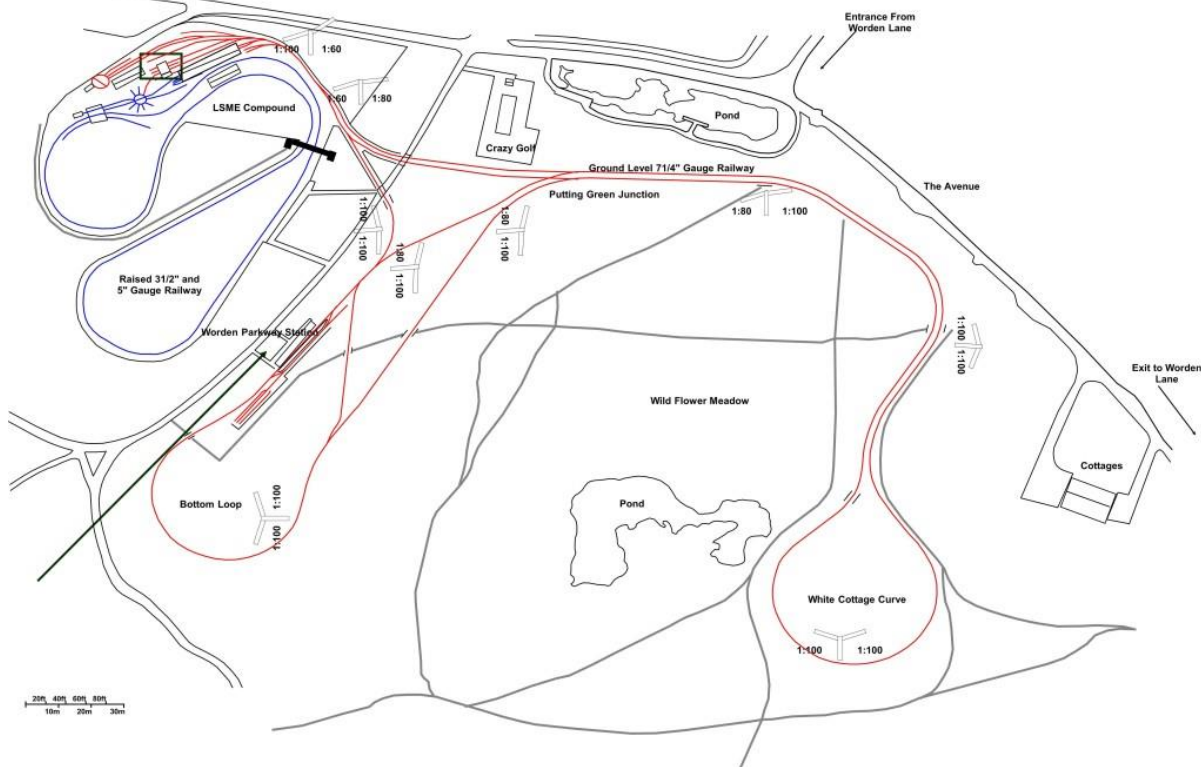 Entrance From
Worden Lane
1:100
1:60
1:60
1:80
LSME Compound
Pond
Crazy Golf
Ground Level 71/4" Gauge Railway
The Avenue
Putting Green Junction
1:80
1:100
1:100
1:100
1:80
1:100
1:80
1:100
Raised 31/2" and
5" Gauge Railway
Worden Parkway Station
1:100
1:100
Exit to Worden
Lane
Wild Flower Meadow
Cottages
Bottom Loop
1:100
1:100
Pond
White Cottage Curve
1:100
1:100
20ft
40ft
60ft
80ft
10m
20m
30m